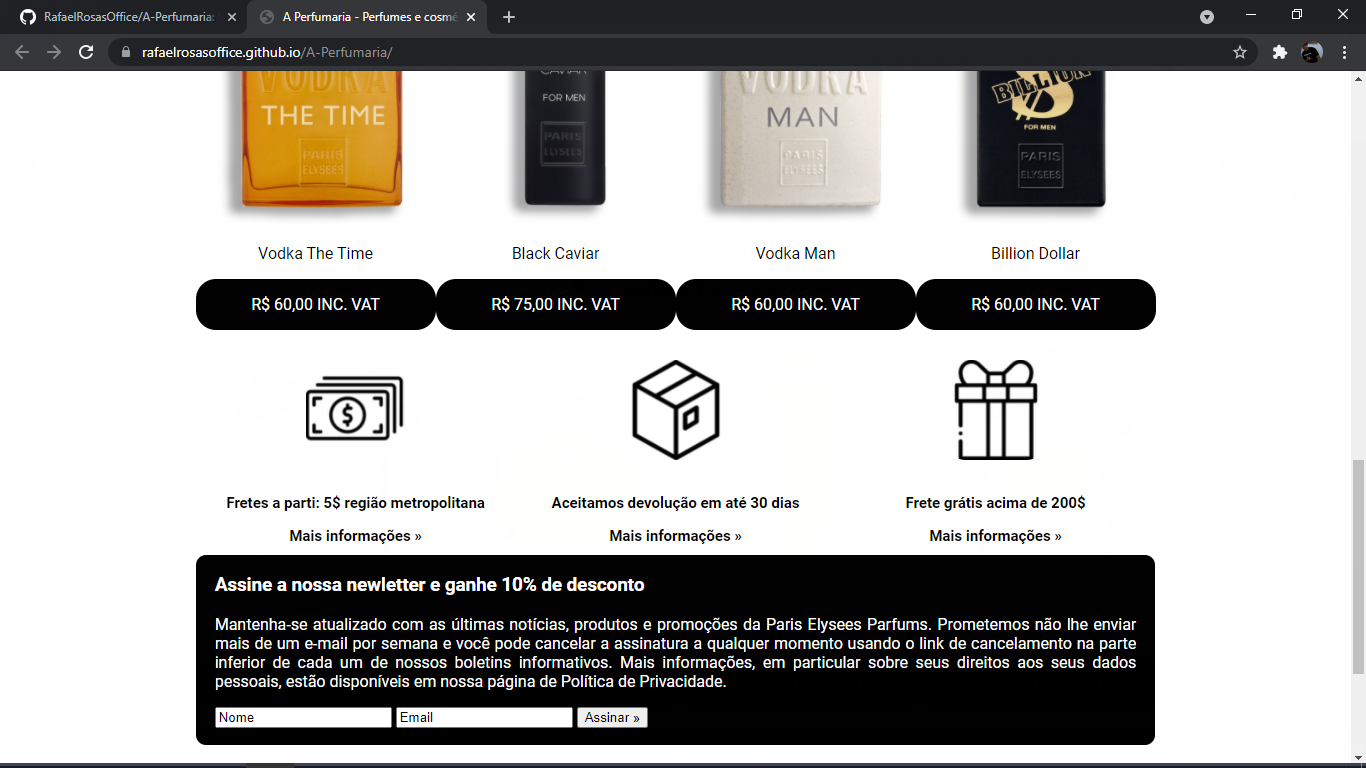 RafaelRosasOffice/A-Perfumaria:
A Perfumaria - Perfumes e cosmé
rafaelrosasoffice.github.io/A-Perfumaria/
VODKA
THE TIME
PARIS
ELYSEES
CAVIAR
FOR MEN
PARIS
ELYSEES
VODKA
MAN
PARIS
ELYSEES
BILLION
$
FOR MEN
PARIS
ELYSEES
Vodka The Time
Black Caviar
Vodka Man
Billion Dollar
R$ 60,00 INC. VAT
R$ 75,00 INC. VAT
R$ 60,00 INC. VAT
R$ 60,00 INC. VAT
$
Fretes a parti: 5$ região metropolitana
Aceitamos devolução em até 30 dias
Frete grátis acima de 200$
Mais informações »
Mais informações »
Mais informações »
Assine a nossa newletter e ganhe 10% de desconto
Mantenha-se atualizado com as últimas notícias, produtos e promoções da Paris Elysees Parfums. Prometemos não lhe enviar
mais de um e-mail por semana e você pode cancelar a assinatura a qualquer momento usando o link de cancelamento na parte
inferior de cada um de nossos boletins informativos. Mais informações, em particular sobre seus direitos aos seus dados
pessoais, estão disponíveis em nossa página de Política de Privacidade.
Nome
Email
Assinar »